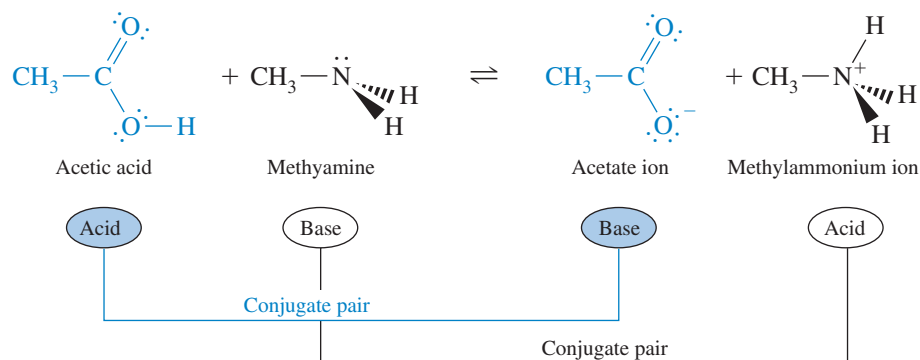 O O H
CH₃—C + CH₃—N ⇌ CH₃—C + CH₃—N⁺
H H
O—H H O⁻ H
Acetic acid Methyamine Acetate ion Methylammonium ion
Acid Base Base Acid
Conjugate pair
Conjugate pair